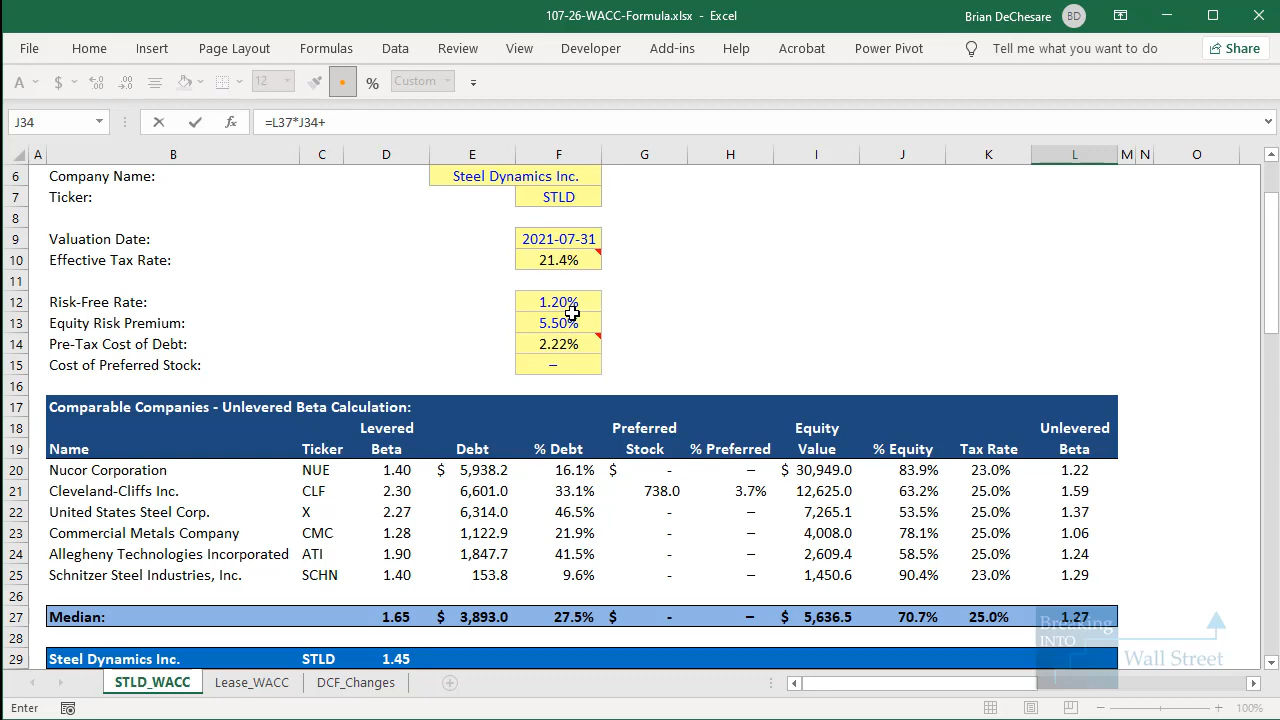 107-26-WACC-Formula.xlsx - Excel
Brian DeChesare BD
File Home Insert Page Layout Formulas Data Review View Developer Add-ins Help Acrobat Power Pivot Tell me what you want to do Share
A $ 12 % Custom
J34 fx =L37*J34+
A B C D E F G H I J K L M N O
6 Company Name: Steel Dynamics Inc.
7 Ticker: STLD
8
9 Valuation Date: 2021-07-31
10 Effective Tax Rate: 21.4%
11
12 Risk-Free Rate: 1.20%
13 Equity Risk Premium: 5.50%
14 Pre-Tax Cost of Debt: 2.22%
15 Cost of Preferred Stock: –
16
17 Comparable Companies - Unlevered Beta Calculation:
18 Levered Preferred Equity Unlevered
19 Name Ticker Beta Debt % Debt Stock % Preferred Value % Equity Tax Rate Beta
20 Nucor Corporation NUE 1.40 $ 5,938.2 16.1% $ - – $ 30,949.0 83.9% 23.0% 1.22
21 Cleveland-Cliffs Inc. CLF 2.30 6,601.0 33.1% 738.0 3.7% 12,625.0 63.2% 25.0% 1.59
22 United States Steel Corp. X 2.27 6,314.0 46.5% - – 7,265.1 53.5% 25.0% 1.37
23 Commercial Metals Company CMC 1.28 1,122.9 21.9% - – 4,008.0 78.1% 25.0% 1.06
24 Allegheny Technologies Incorporated ATI 1.90 1,847.7 41.5% - – 2,609.4 58.5% 25.0% 1.24
25 Schnitzer Steel Industries, Inc. SCHN 1.40 153.8 9.6% - – 1,450.6 90.4% 23.0% 1.29
26
27 Median: 1.65 $ 3,893.0 27.5% $ - – $ 5,636.5 70.7% 25.0% 1.27
28
29 Steel Dynamics Inc. STLD 1.45
Breaking
INTO
Wall Street
STLD_WACC Lease_WACC DCF_Changes
Enter 100%